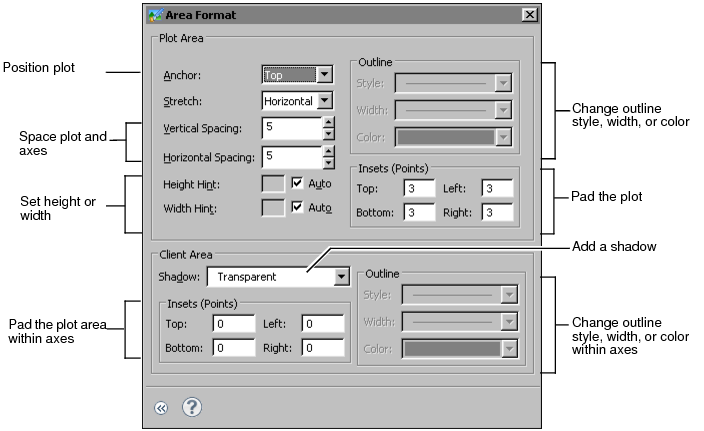 Area Format
Plot Area
Position plot
Anchor: Top
Stretch: Horizontal
Space plot and
axes
Vertical Spacing: 5
Horizontal Spacing: 5
Set height or
width
Height Hint: Auto
Width Hint: Auto
Outline
Style:
Width:
Color:
Change outline
style, width, or color
Insets (Points)
Top: 3 Left: 3
Bottom: 3 Right: 3
Pad the plot
Client Area
Add a shadow
Shadow: Transparent
Pad the plot area
within axes
Insets (Points)
Top: 0 Left: 0
Bottom: 0 Right: 0
Outline
Style:
Width:
Color:
Change outline
style, width, or color
within axes
?